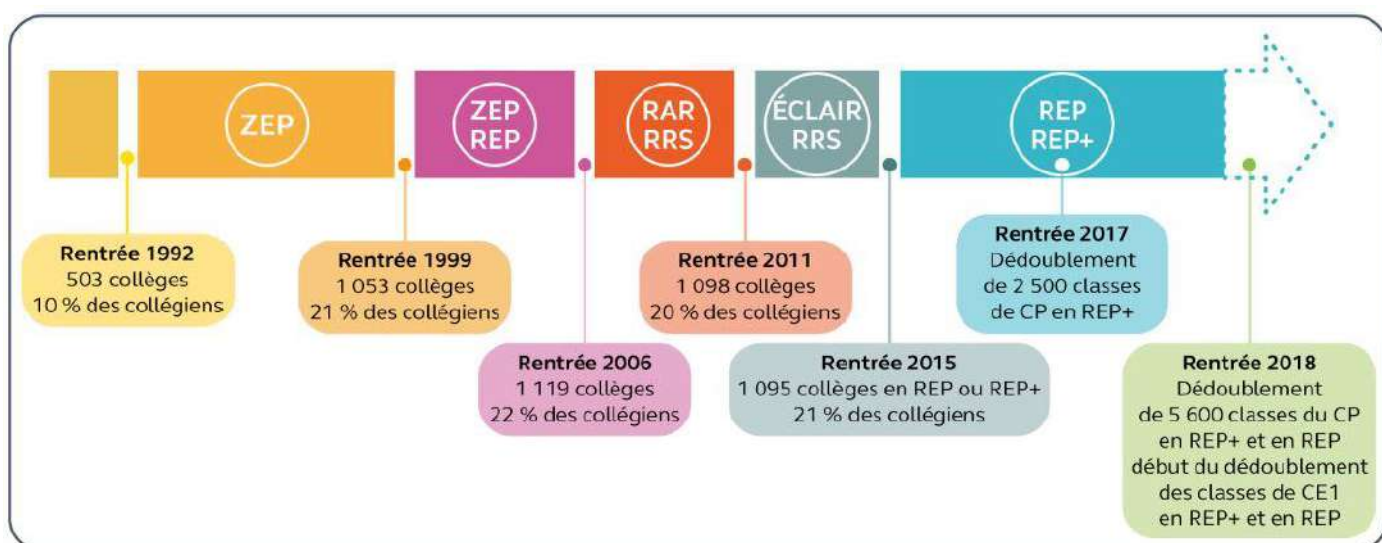 ZEP
ZEP
REP
RAR
RRS
ÉCLAIR
RRS
REP
REP+
Rentrée 1992
503 collèges
10 % des collégiens
Rentrée 1999
1 053 collèges
21 % des collégiens
Rentrée 2006
1 119 collèges
22 % des collégiens
Rentrée 2011
1 098 collèges
20 % des collégiens
Rentrée 2015
1 095 collèges en REP ou REP+
21 % des collégiens
Rentrée 2017
Dédoublement
de 2 500 classes
de CP en REP+
Rentrée 2018
Dédoublement
de 5 600 classes du CP
en REP+ et en REP
début du dédoublement
des classes de CE1
en REP+ et en REP